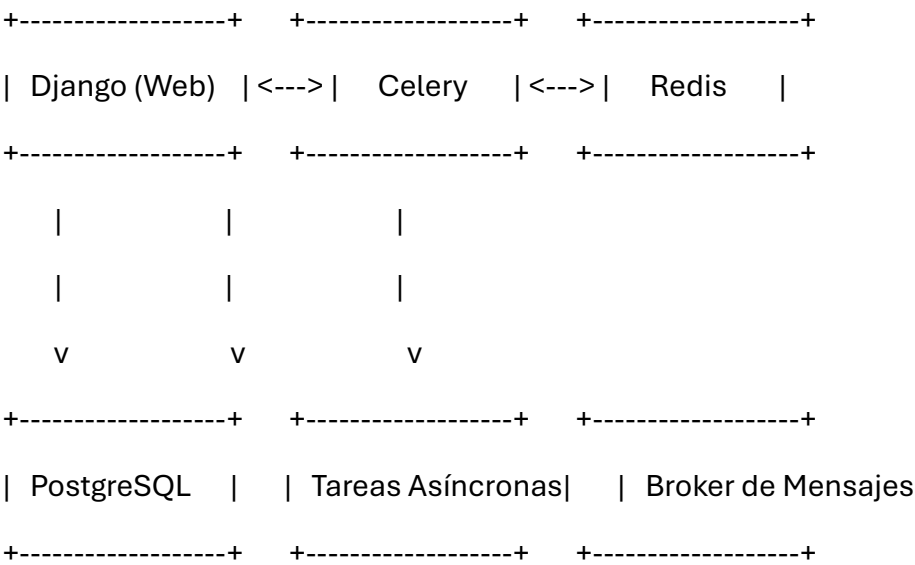 +-------------------+ +-------------------+ +-------------------+
| Django (Web) |<--->| Celery |<--->| Redis |
+-------------------+ +-------------------+ +-------------------+
| | |
| | |
v v v
+-------------------+ +-------------------+ +-------------------+
| PostgreSQL | | Tareas Asíncronas| | Broker de Mensajes
+-------------------+ +-------------------+ +-------------------+